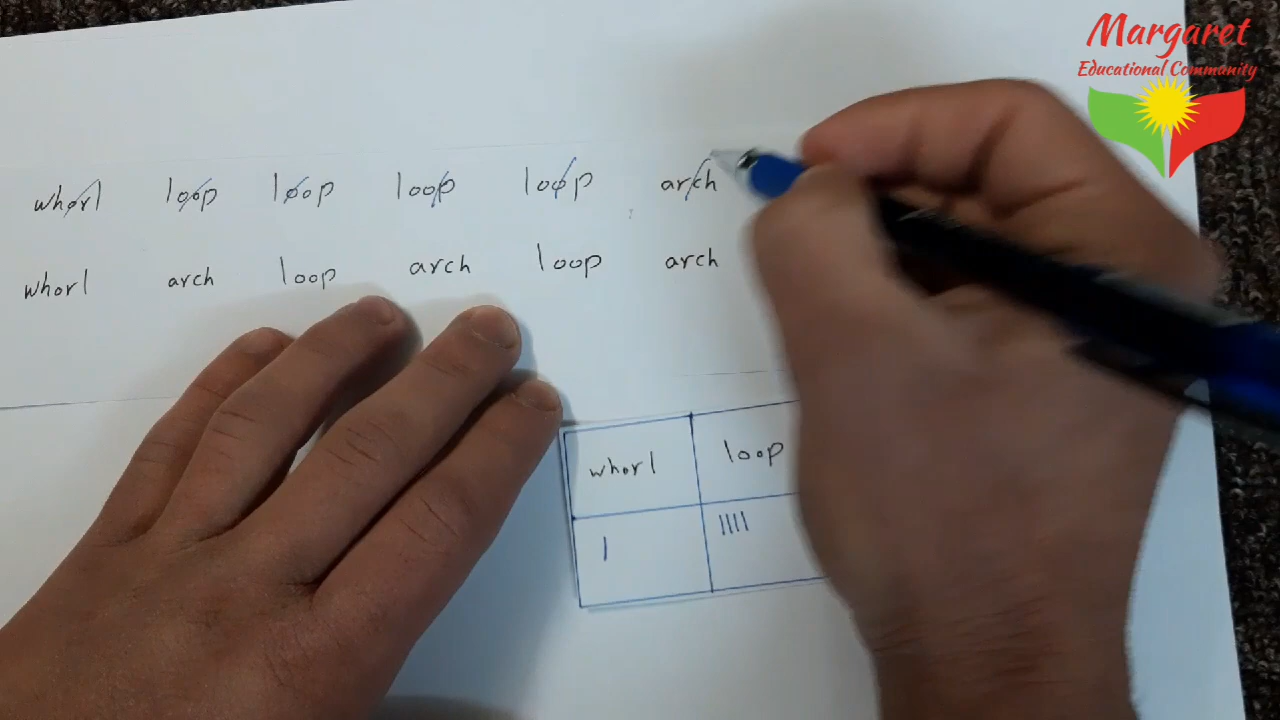 Margaret
Educational Community
whorl loop loop loop loop arch
whorl arch loop arch loop arch
whorl loop
| ||||